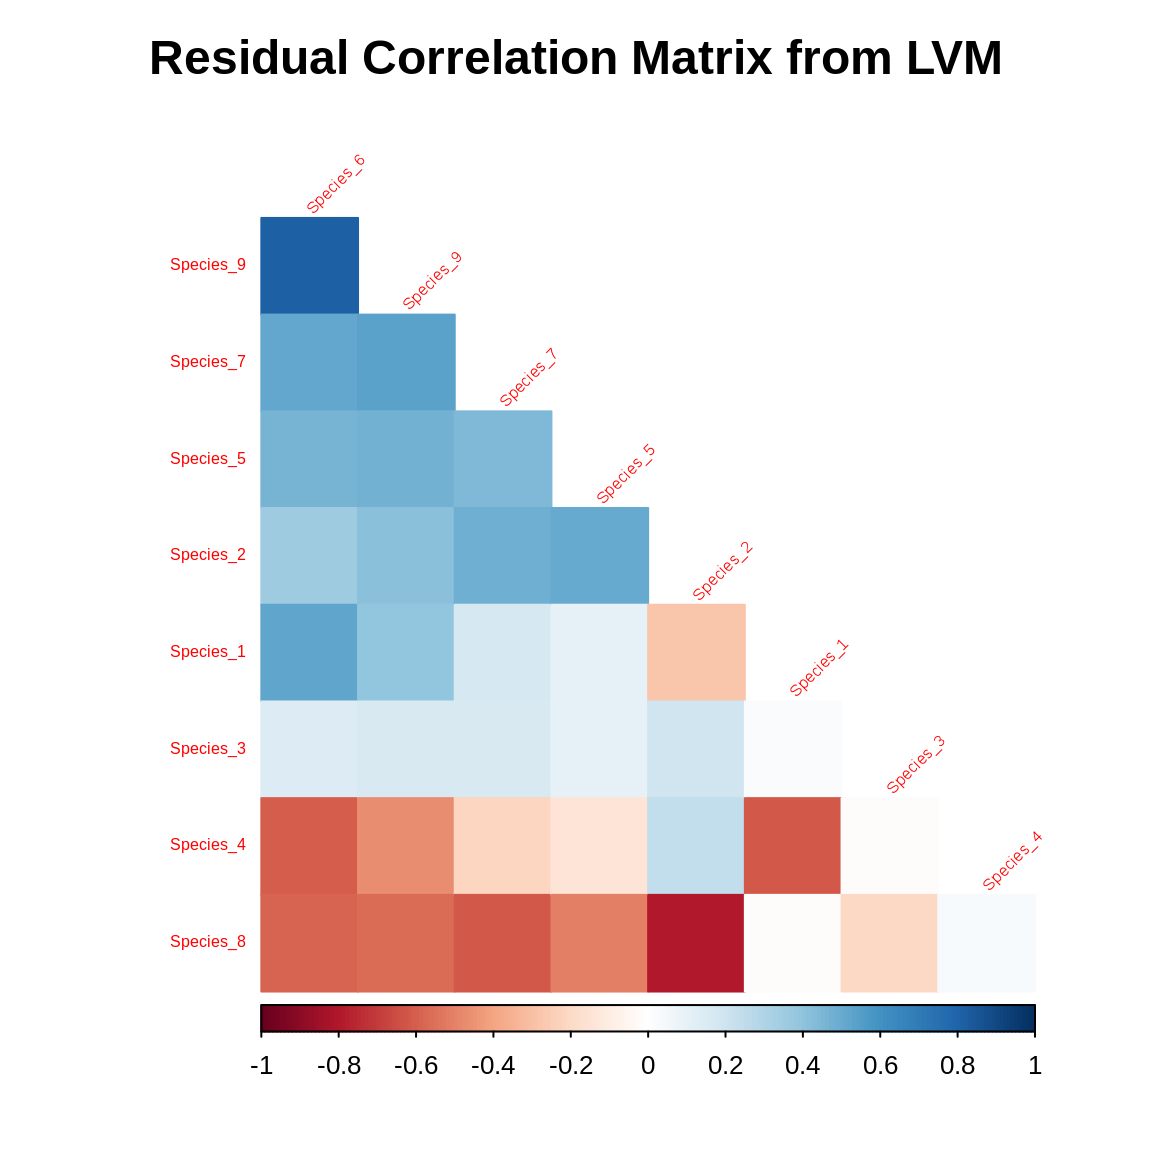 Residual Correlation Matrix from LVM
Species_6
Species_9
Species_9
Species_7
Species_7
Species_5
Species_5
Species_2
Species_2
Species_1
Species_1
Species_3
Species_3
Species_4
Species_4
Species_8
-1 -0.8 -0.6 -0.4 -0.2 0 0.2 0.4 0.6 0.8 1